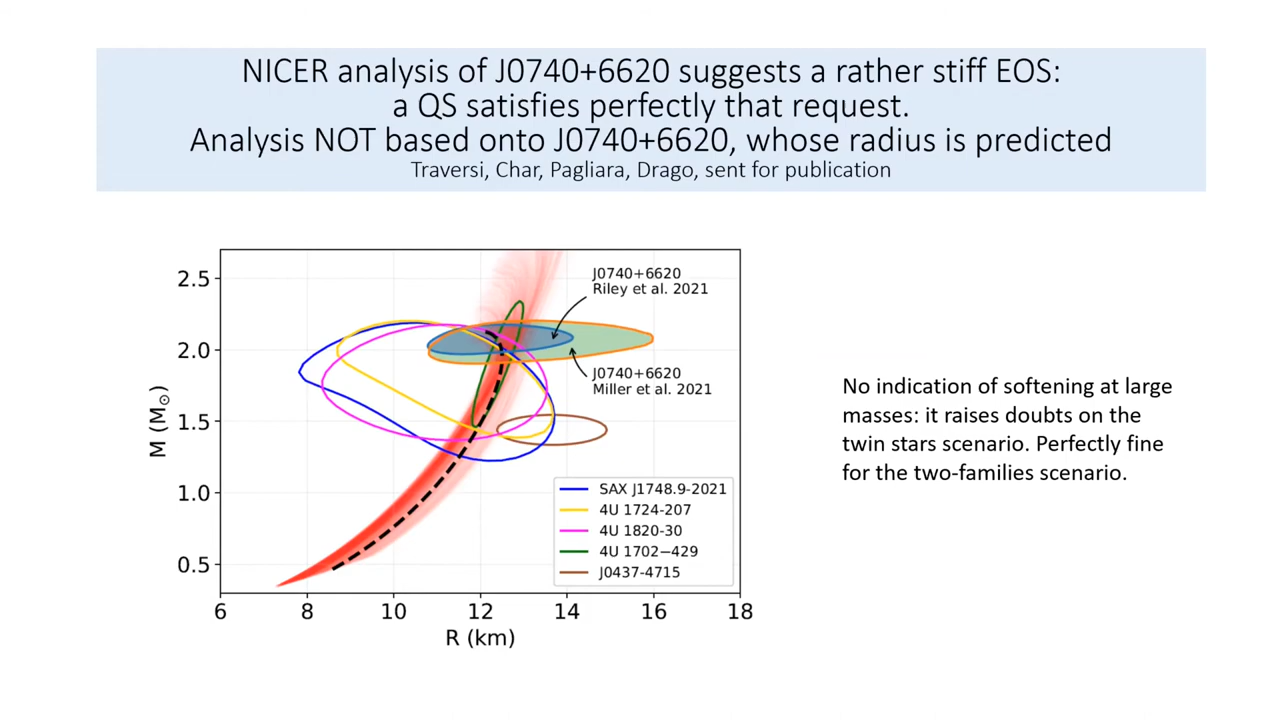 NICER analysis of J0740+6620 suggests a rather stiff EOS:
a QS satisfies perfectly that request.
Analysis NOT based onto J0740+6620, whose radius is predicted
Traversi, Char, Pagliara, Drago, sent for publication
J0740+6620
Riley et al. 2021
J0740+6620
Miller et al. 2021
2.5
2.0
1.5
1.0
0.5
M (M☉)
SAX J1748.9-2021
4U 1724-207
4U 1820-30
4U 1702−429
J0437-4715
6 8 10 12 14 16 18
R (km)
No indication of softening at large
masses: it raises doubts on the
twin stars scenario. Perfectly fine
for the two-families scenario.